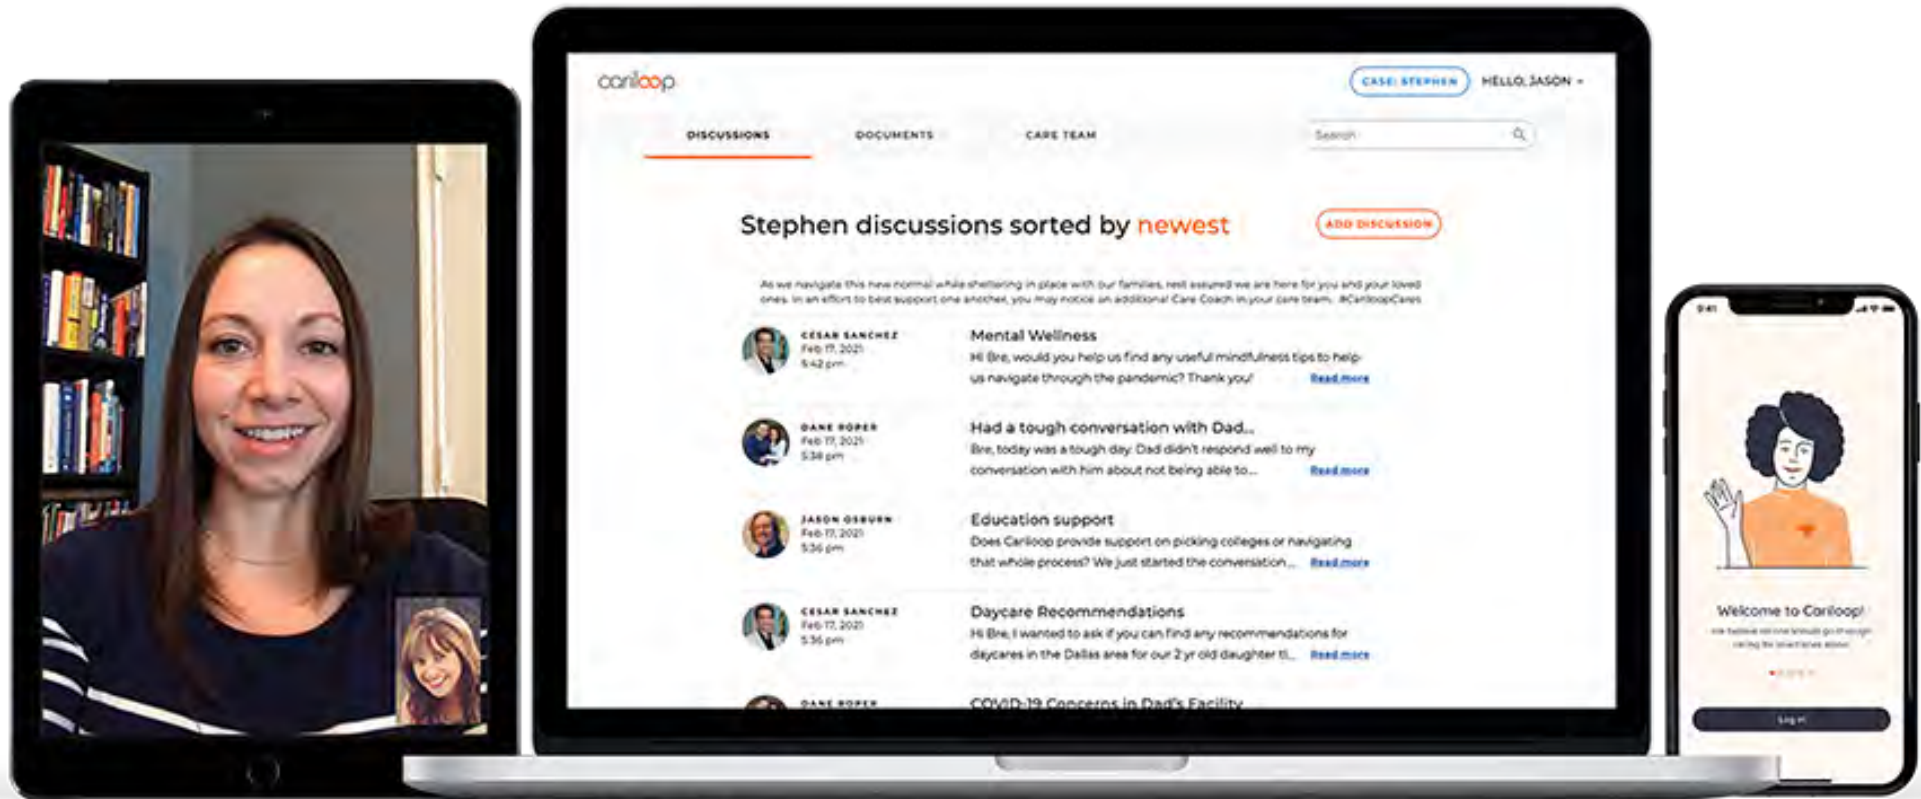 cariloop
CASE: STEPHEN
HELLO, JASON
DISCUSSIONS
DOCUMENTS
CARE TEAM
Search
Stephen discussions sorted by newest
ADD DISCUSSION
As we navigate this new normal while sheltering in place with our families, rest assured we are here for you and your loved
ones. In an effort to best support one another, you may notice an additional Care Coach in your care team. #CariloopCares
CESAR SANCHEZ
Feb 17, 2021
5:42 pm
Mental Wellness
Hi Bre, would you help us find any useful mindfulness tips to help
us navigate through the pandemic? Thank you!
Read more
DANE ROPER
Feb 17, 2021
5:38 pm
Had a tough conversation with Dad...
Bre, today was a tough day. Dad didn't respond well to my
conversation with him about not being able to...
Read more
JASON OSBURN
Feb 17, 2021
5:36 pm
Education support
Does Cariloop provide support on picking colleges or navigating
that whole process? We just started the conversation...
Read more
CESAR SANCHEZ
Feb 17, 2021
5:36 pm
Daycare Recommendations
Hi Bre, I wanted to ask if you can find any recommendations for
daycares in the Dallas area for our 2 yr old daughter ti...
Read more
DANE ROPER
COVID-19 Concerns in Dad's Facility
9:41
Welcome to Cariloop!
Log in